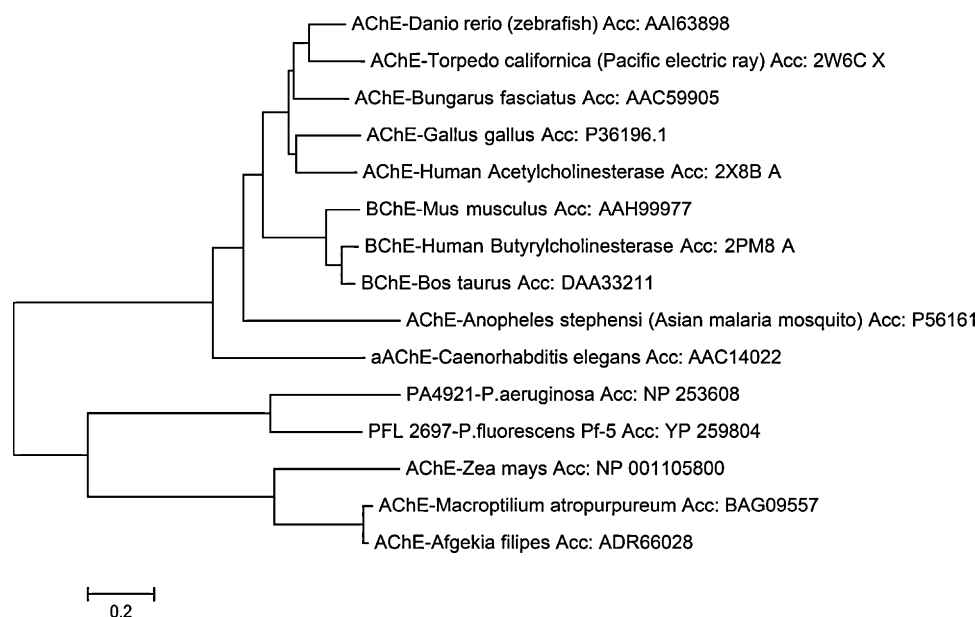 AChE-Danio rerio (zebrafish) Acc: AAI63898
AChE-Torpedo californica (Pacific electric ray) Acc: 2W6C X
AChE-Bungarus fasciatus Acc: AAC59905
AChE-Gallus gallus Acc: P36196.1
AChE-Human Acetylcholinesterase Acc: 2X8B A
BChE-Mus musculus Acc: AAH99977
BChE-Human Butyrylcholinesterase Acc: 2PM8 A
BChE-Bos taurus Acc: DAA33211
AChE-Anopheles stephensi (Asian malaria mosquito) Acc: P56161
aAChE-Caenorhabditis elegans Acc: AAC14022
PA4921-P.aeruginosa Acc: NP 253608
PFL 2697-P.fluorescens Pf-5 Acc: YP 259804
AChE-Zea mays Acc: NP 001105800
AChE-Macroptilium atropurpureum Acc: BAG09557
AChE-Afgekia filipes Acc: ADR66028
0.2